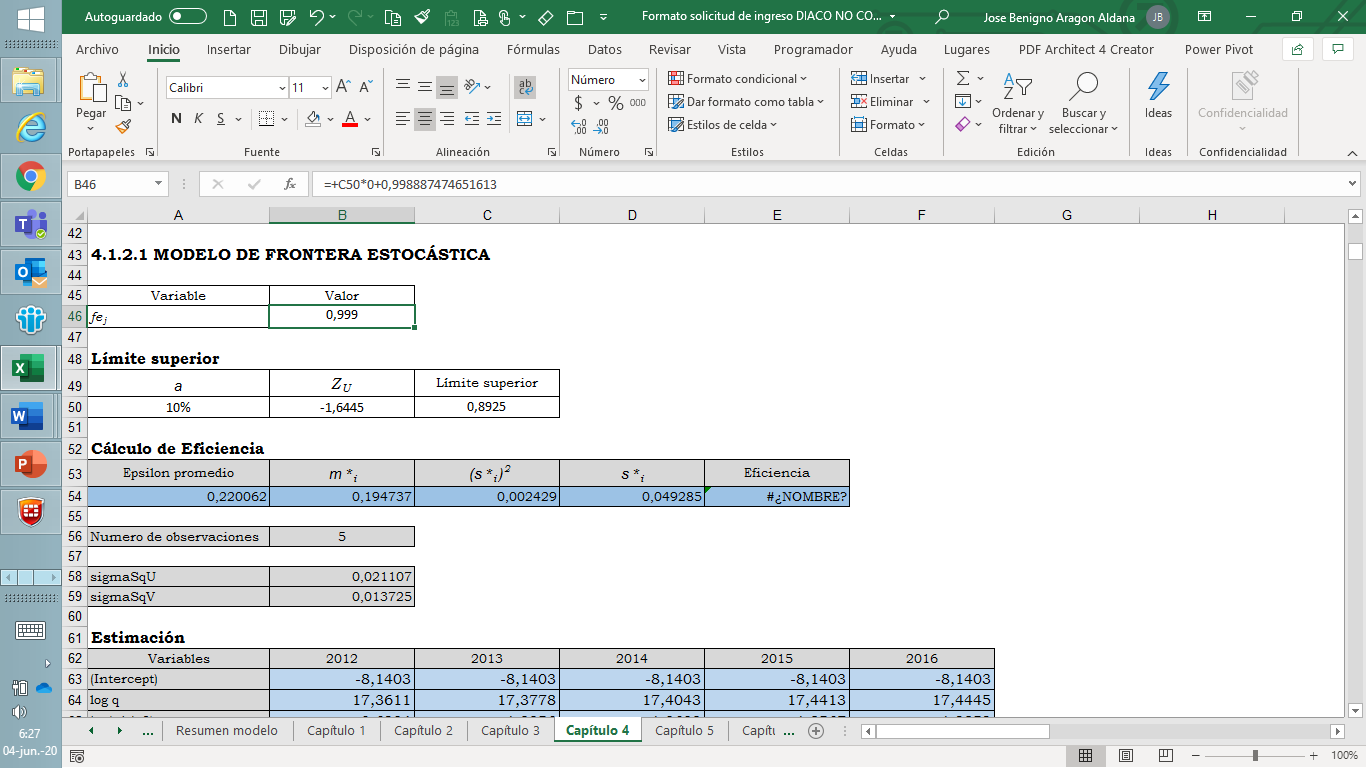 Autoguardado
Formato solicitud de ingreso DIACO NO CO...
Jose Benigno Aragon Aldana
JB
Archivo Inicio Insertar Dibujar Disposición de página Fórmulas Datos Revisar Vista Programador Ayuda Lugares PDF Architect 4 Creator Power Pivot
Pegar
Portapapeles
Calibri 11
N K S
Fuente
Alineación
Número
$ % 000
Número
Formato condicional
Dar formato como tabla
Estilos de celda
Estilos
Insertar
Eliminar
Formato
Celdas
Ordenar y filtrar
Buscar y seleccionar
Edición
Ideas
Ideas
Confidencialidad
Confidencialidad
B46 fx =+C50*0+0,998887474651613
A B C D E F G H
42
43 4.1.2.1 MODELO DE FRONTERA ESTOCÁSTICA
44
45 Variable Valor
46 fe j 0,999
47
48 Límite superior
49 a Z U Límite superior
50 10% -1,6445 0,8925
51
52 Cálculo de Eficiencia
53 Epsilon promedio m * i (s * i)² s * i Eficiencia
54 0,220062 0,194737 0,002429 0,049285 #¿NOMBRE?
55
56 Numero de observaciones 5
57
58 sigmaSqU 0,021107
59 sigmaSqV 0,013725
60
61 Estimación
62 Variables 2012 2013 2014 2015 2016
63 (Intercept) -8,1403 -8,1403 -8,1403 -8,1403 -8,1403
64 log q 17,3611 17,3778 17,4043 17,4413 17,4445
... Resumen modelo Capítulo 1 Capítulo 2 Capítulo 3 Capítulo 4 Capítulo 5 Capítu ...
100%
6:27
04-jun.-20